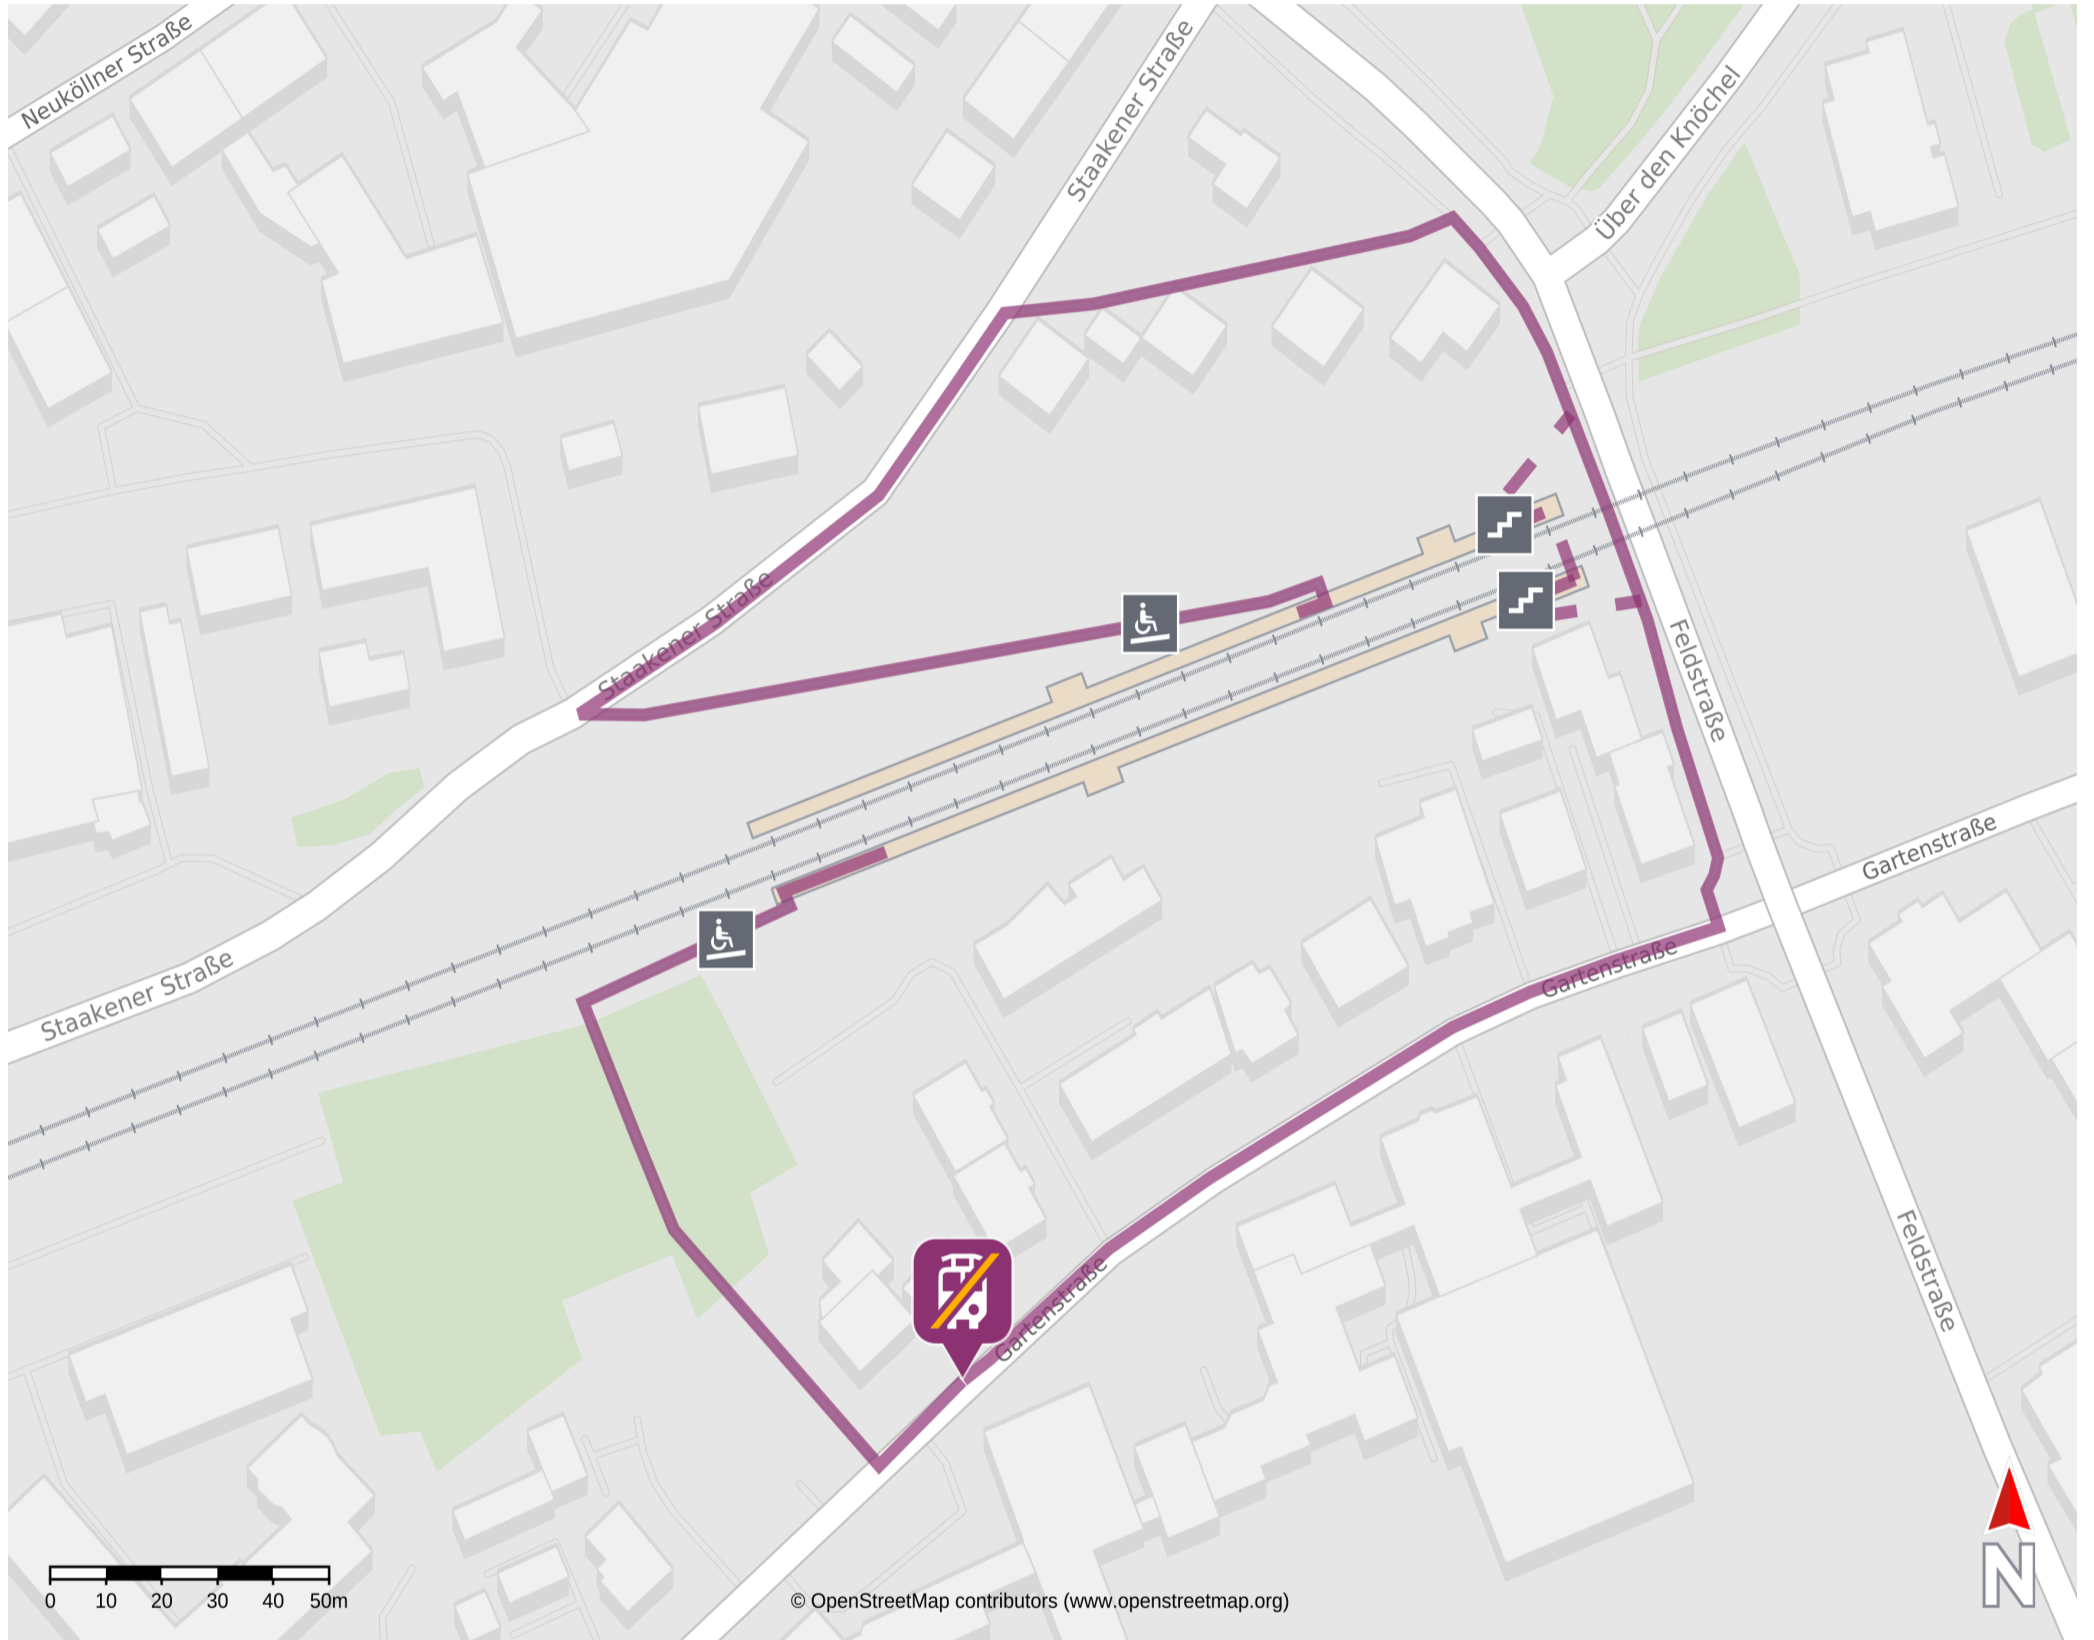 Neuköllner Straße
Staakener Straße
Über den Knöchel
Staakener Straße
Feldstraße
Gartenstraße
Gartenstraße
Staakener Straße
Gartenstraße
Feldstraße
N
0 10 20 30 40 50m
© OpenStreetMap contributors (www.openstreetmap.org)